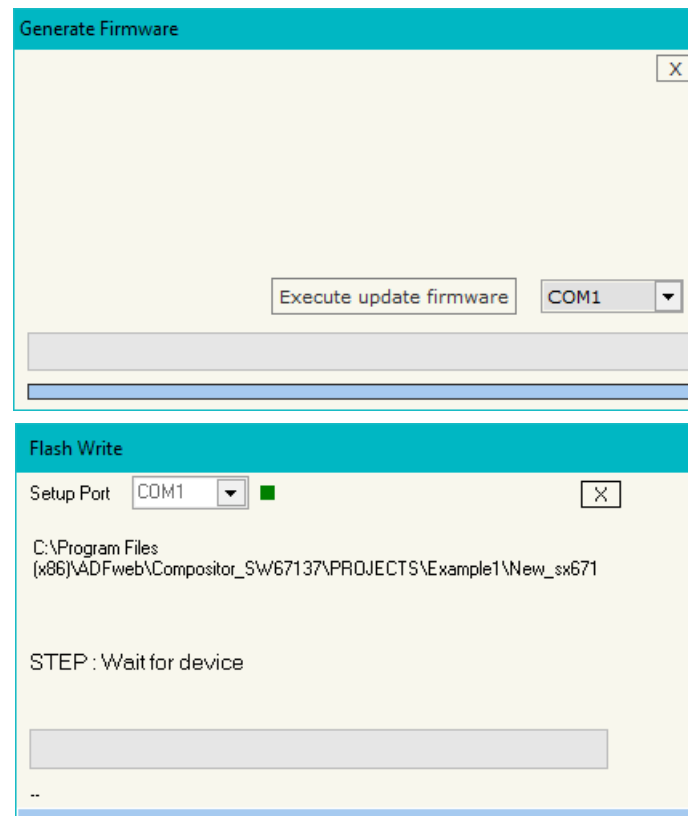 Generate Firmware
X
Execute update firmware COM1
Flash Write
Setup Port COM1 X
C:\Program Files
(x86)\ADFweb\Compositor_SW67137\PROJECTS\Example1\New_sx671
STEP : Wait for device
--